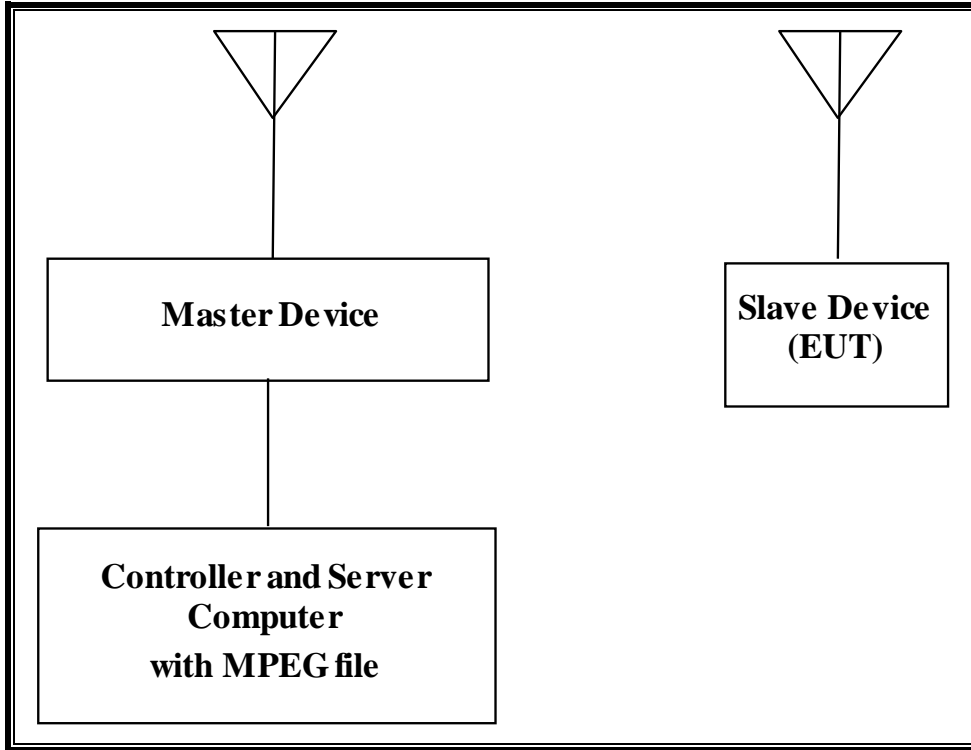 Master Device
Slave Device
(EUT)
Controller and Server
Computer
with MPEG file